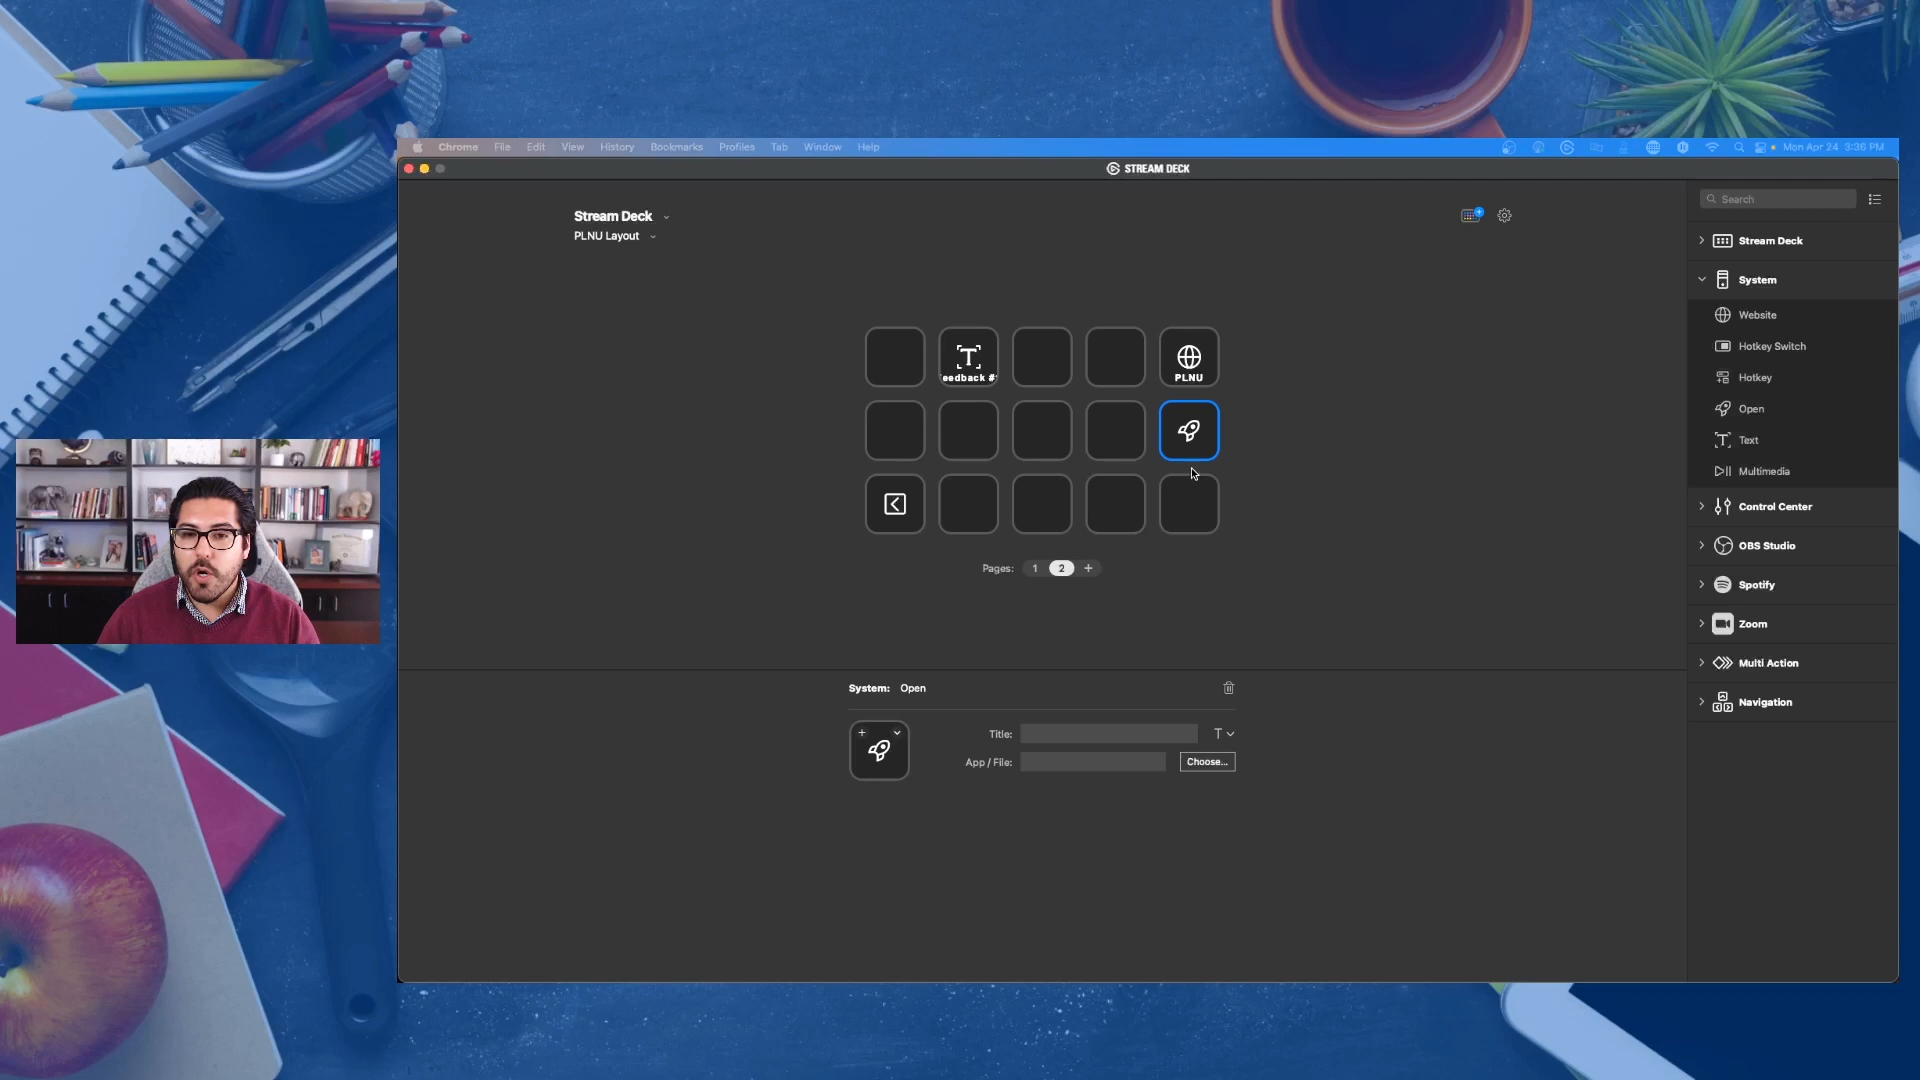 Chrome File Edit View History Bookmarks Profiles Tab Window Help
Mon Apr 24 3:36 PM
STREAM DECK
Stream Deck
PLNU Layout
eedback #
PLNU
Pages: 1 2 +
System: Open
Title:
T
App / File:
Choose...
Search
Stream Deck
System
Website
Hotkey Switch
Hotkey
Open
Text
Multimedia
Control Center
OBS Studio
Spotify
Zoom
Multi Action
Navigation